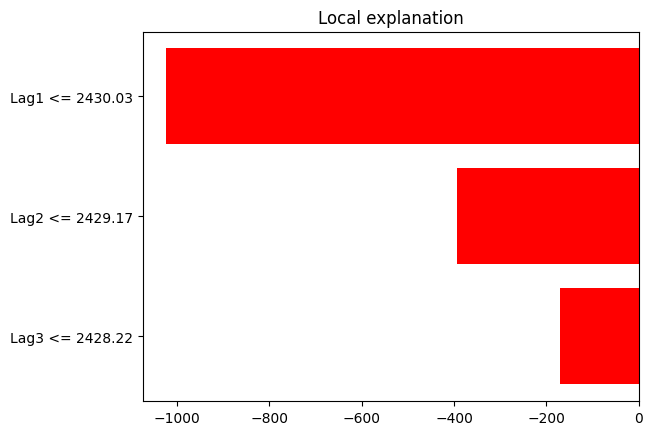 Local explanation
Lag1 <= 2430.03
Lag2 <= 2429.17
Lag3 <= 2428.22
−1000 −800 −600 −400 −200 0